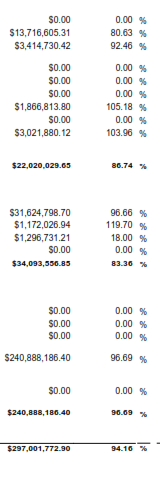 $0.00 0.00 %
$13,716,605.31 80.63 %
$3,414,730.42 92.46 %
$0.00 0.00 %
$0.00 0.00 %
$0.00 0.00 %
$1,866,813.80 105.18 %
$0.00 0.00 %
$3,021,880.12 103.96 %
$22,020,029.65 86.74 %
$31,624,798.70 96.66 %
$1,172,026.94 119.70 %
$1,296,731.21 18.00 %
$0.00 0.00 %
$34,093,556.85 83.36 %
$0.00 0.00 %
$0.00 0.00 %
$0.00 0.00 %
$240,888,186.40 96.69 %
$0.00 0.00 %
$240,888,186.40 96.69 %
$297,001,772.90 94.16 %